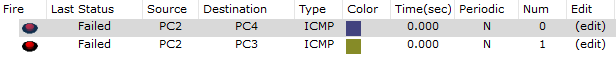 Fire Last Status Source Destination Type Color Time(sec) Periodic Num Edit
Failed PC2 PC4 ICMP 0.000 N 0 (edit)
Failed PC2 PC3 ICMP 0.000 N 1 (edit)